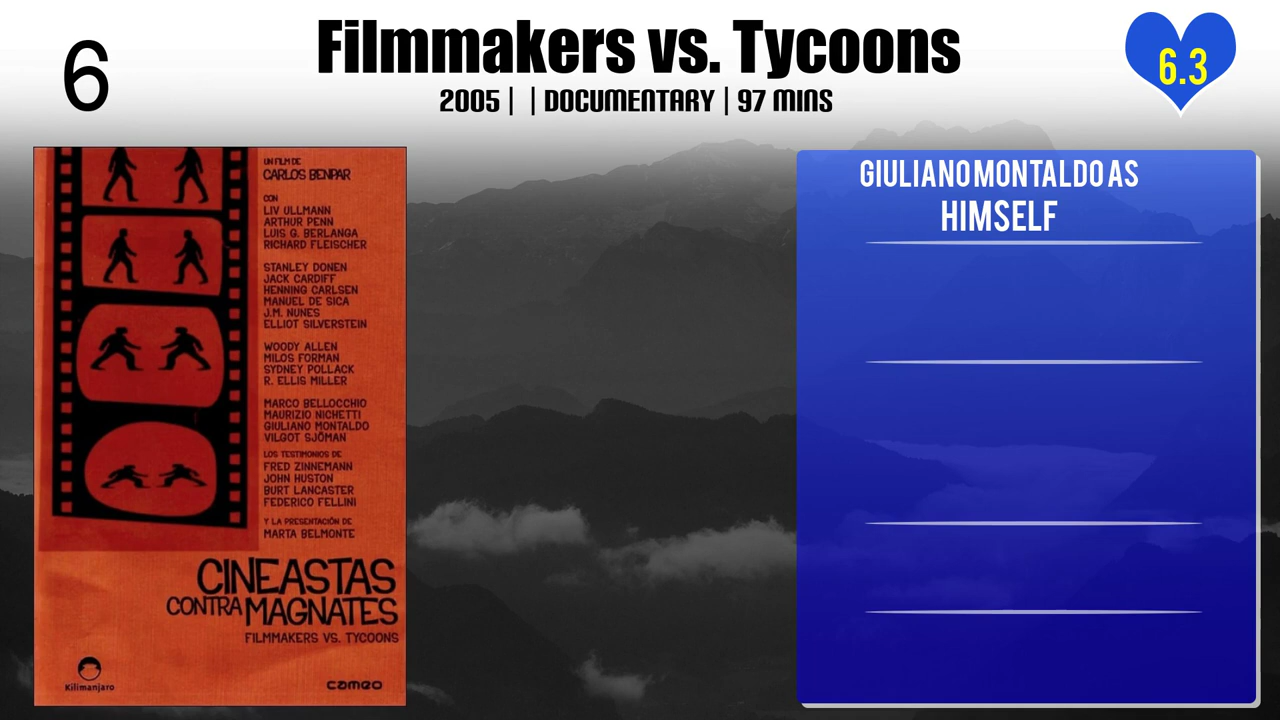 6
Filmmakers vs. Tycoons
2005 | | DOCUMENTARY | 97 MINS
6.3
UN FILM DE
CARLOS BENPAR
CON
LIV ULLMANN
ARTHUR PENN
LUIS G. BERLANGA
RICHARD FLEISCHER
STANLEY DONEN
JACK CARDIFF
HENNING CARLSEN
MANUEL DE SICA
J.M. NUNES
ELLIOT SILVERSTEIN
WOODY ALLEN
MILOS FORMAN
SYDNEY POLLACK
R. ELLIS MILLER
MARCO BELLOCCHIO
MAURIZIO NICHETTI
GIULIANO MONTALDO
VILGOT SJÖMAN
LOS TESTIMONIOS DE
FRED ZINNEMANN
JOHN HUSTON
BURT LANCASTER
FEDERICO FELLINI
Y LA PRESENTACIÓN DE
MARTA BELMONTE
CINEASTAS
CONTRA MAGNATES
FILMMAKERS VS. TYCOONS
Kilimanjaro
cameo
GIULIANO MONTALDO AS
HIMSELF